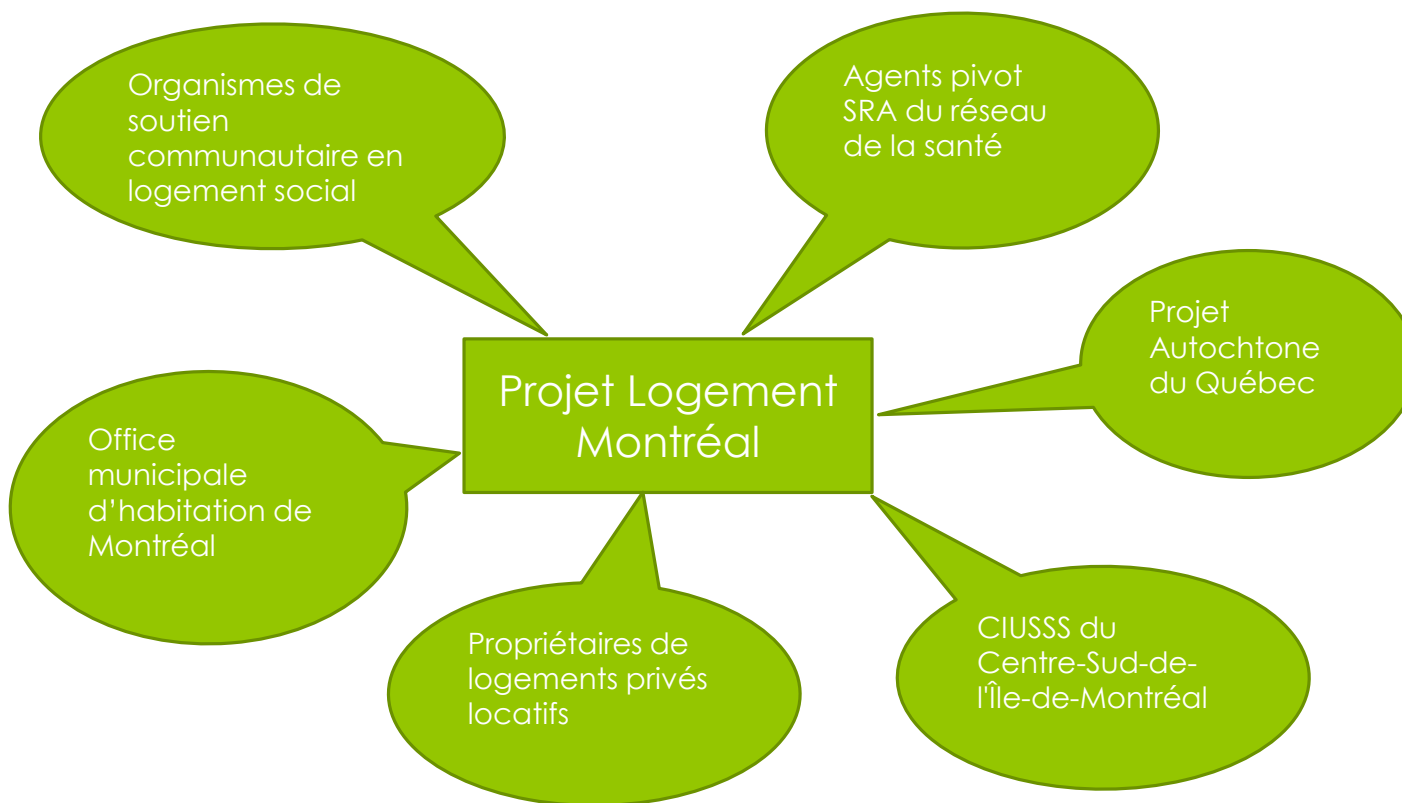 Organismes de
soutien
communautaire en
logement social
Agents pivot
SRA du réseau
de la santé
Projet
Autochtone
du Québec
Projet Logement
Montréal
Office
municipale
d’habitation de
Montréal
Propriétaires de
logements privés
locatifs
CIUSSS du
Centre-Sud-de-
l'Île-de-Montréal